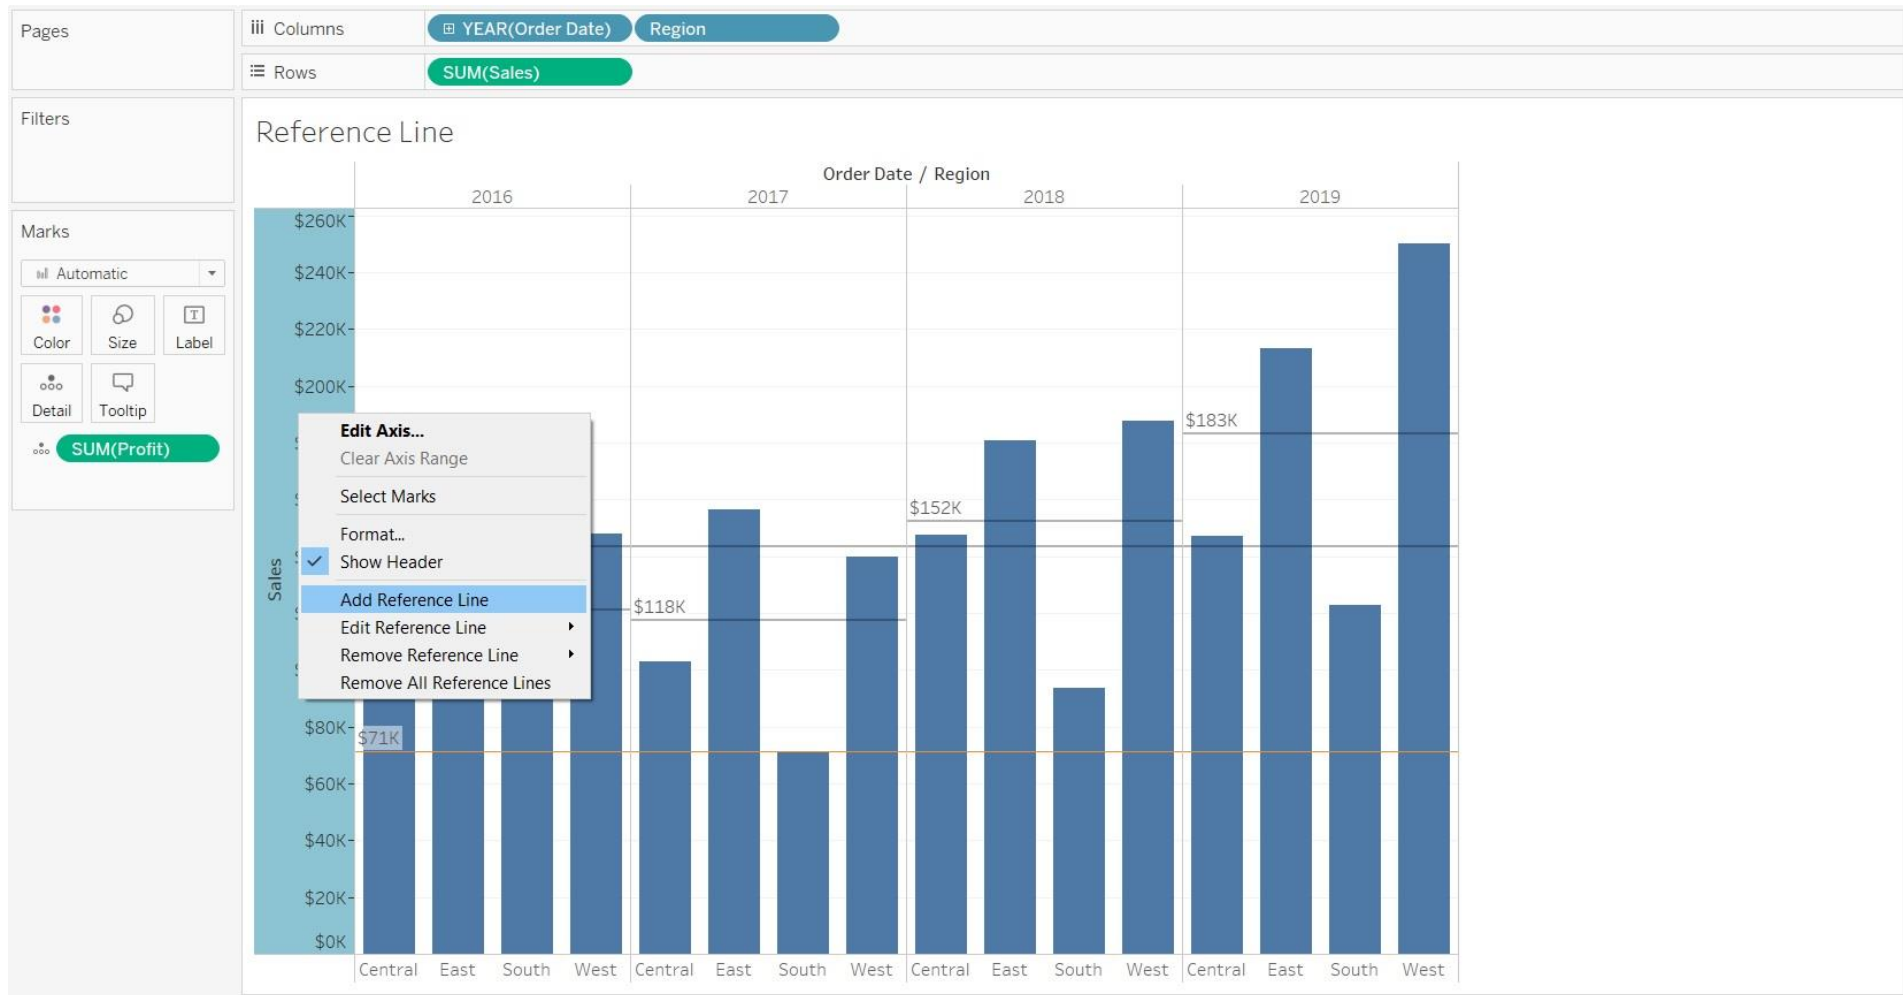 Pages
Columns
YEAR(Order Date)
Region
Rows
SUM(Sales)
Filters
Reference Line
Order Date / Region
2016
2017
2018
2019
Marks
Automatic
Color
Size
Label
Detail
Tooltip
SUM(Profit)
Sales
$260K
$240K
$220K
$200K
$80K
$60K
$40K
$20K
$0K
Edit Axis...
Clear Axis Range
Select Marks
Format...
Show Header
Add Reference Line
Edit Reference Line
Remove Reference Line
Remove All Reference Lines
$71K
$118K
$152K
$183K
Central East South West Central East South West Central East South West Central East South West